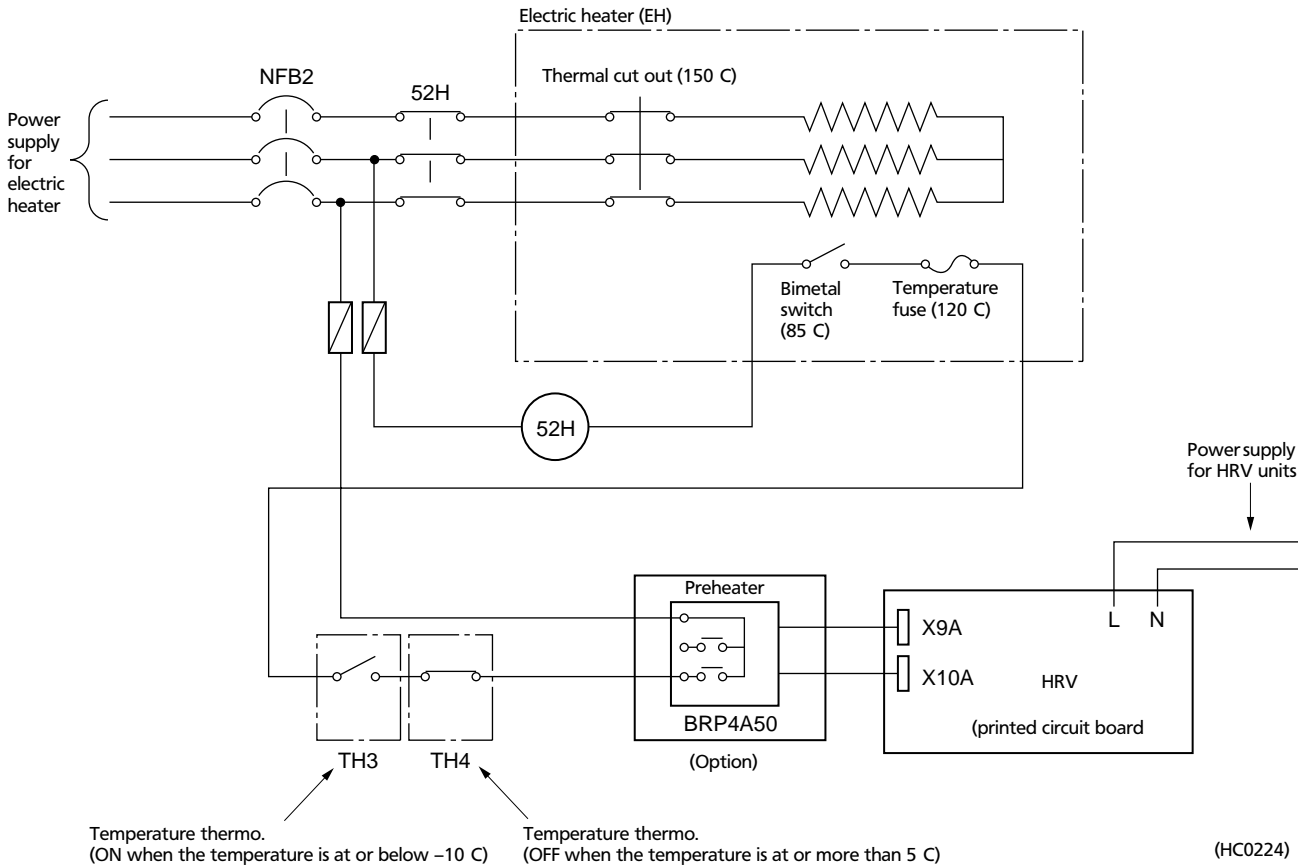 Electric heater (EH)
NFB2
52H
Thermal cut out (150 C)
Power
supply
for
electric
heater
Bimetal
switch
(85 C)
Temperature
fuse (120 C)
52H
Power supply
for HRV units
Preheater
L
N
X9A
X10A
HRV
(printed circuit board
BRP4A50
(Option)
TH3
TH4
Temperature thermo.
(ON when the temperature is at or below –10 C)
Temperature thermo.
(OFF when the temperature is at or more than 5 C)
(HC0224)